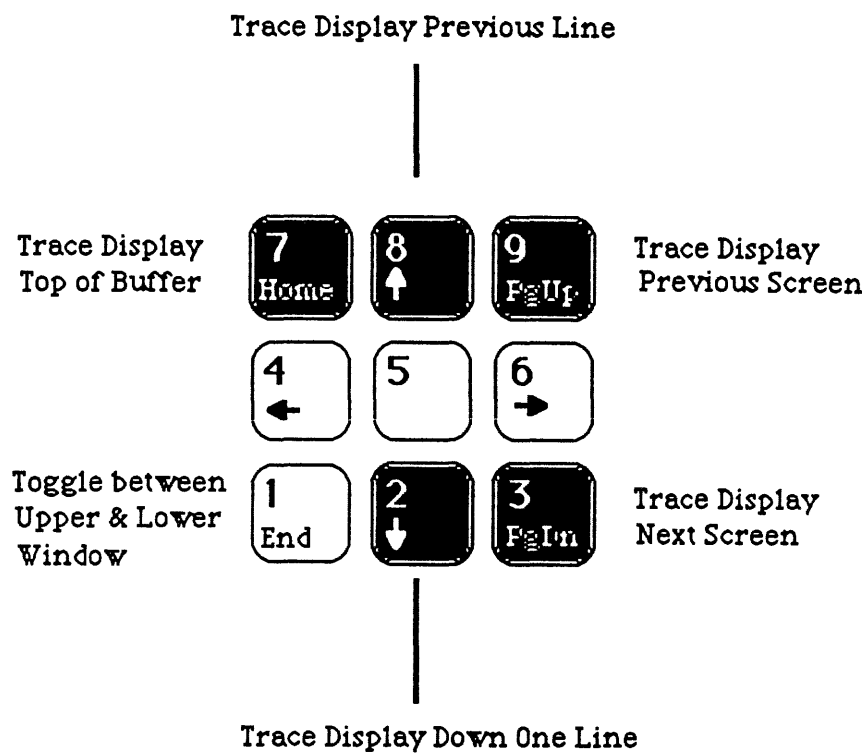 Trace Display Previous Line
Trace Display
Top of Buffer
7
Home
8
9
PgUp
Trace Display
Previous Screen
4
5
6
Toggle between
Upper & Lower
Window
1
End
2
3
PgDn
Trace Display
Next Screen
Trace Display Down One Line